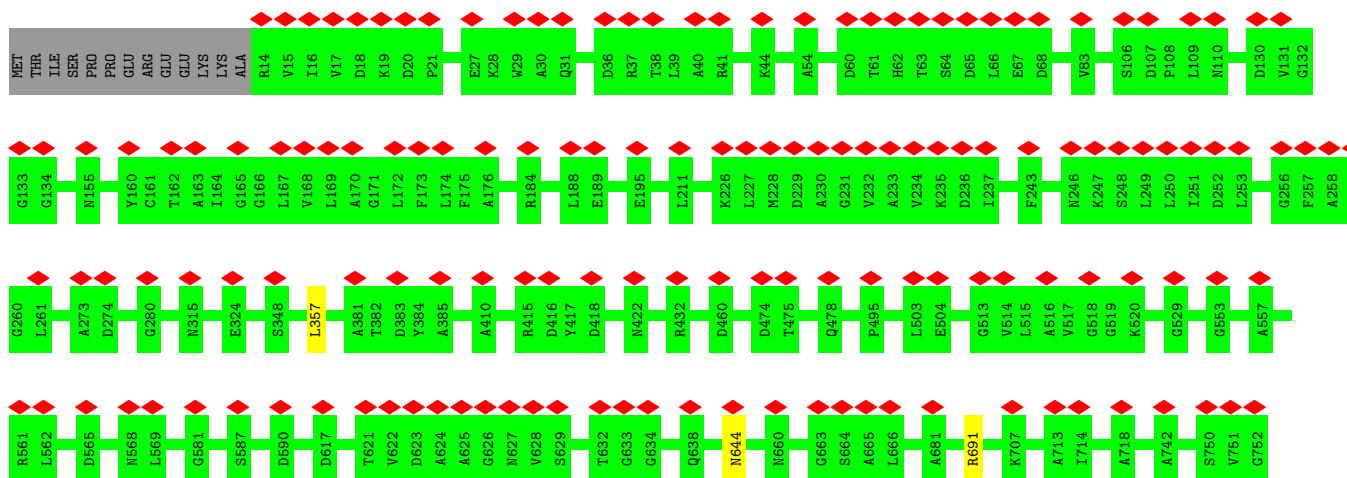 MET THR ILE SER PRO PRO GLU ARG GLU GLU LYS LYS ALA R14 V15 I16 V17 D18 K19 D20 P21 E27 K28 W29 A30 Q31 D36 R37 T38 L39 A40 R41 K44 A54 D60 T61 H62 T63 S64 D65 L66 E67 D68 V83 S106 D107 P108 L109 N110 D130 V131 G132
G133 G134 N155 Y160 C161 T162 A163 I164 G165 G166 L167 V168 L169 A170 G171 L172 F173 L174 F175 A176 R184 L188 E189 E195 L211 K226 L227 M228 D229 A230 G231 V232 A233 V234 K235 D236 I237 F243 N246 K247 S248 L249 L250 I251 D252 L253 G256 F257 A258
G260 L261 A273 D274 G280 N315 E324 S348 L357 A381 T382 D383 Y384 A385 A410 R415 D416 Y417 D418 N422 R432 D460 D474 T475 Q478 P495 L503 E504 G513 V514 L515 A516 V517 G518 G519 K520 G529 G553 A557
R561 L562 D565 N568 L569 G581 S587 D590 D617 T621 V622 D623 A624 A625 G626 N627 V628 S629 T632 G633 G634 Q638 N644 N660 G663 S664 A665 L666 A681 R691 K707 A713 I714 A718 A742 S750 V751 G752